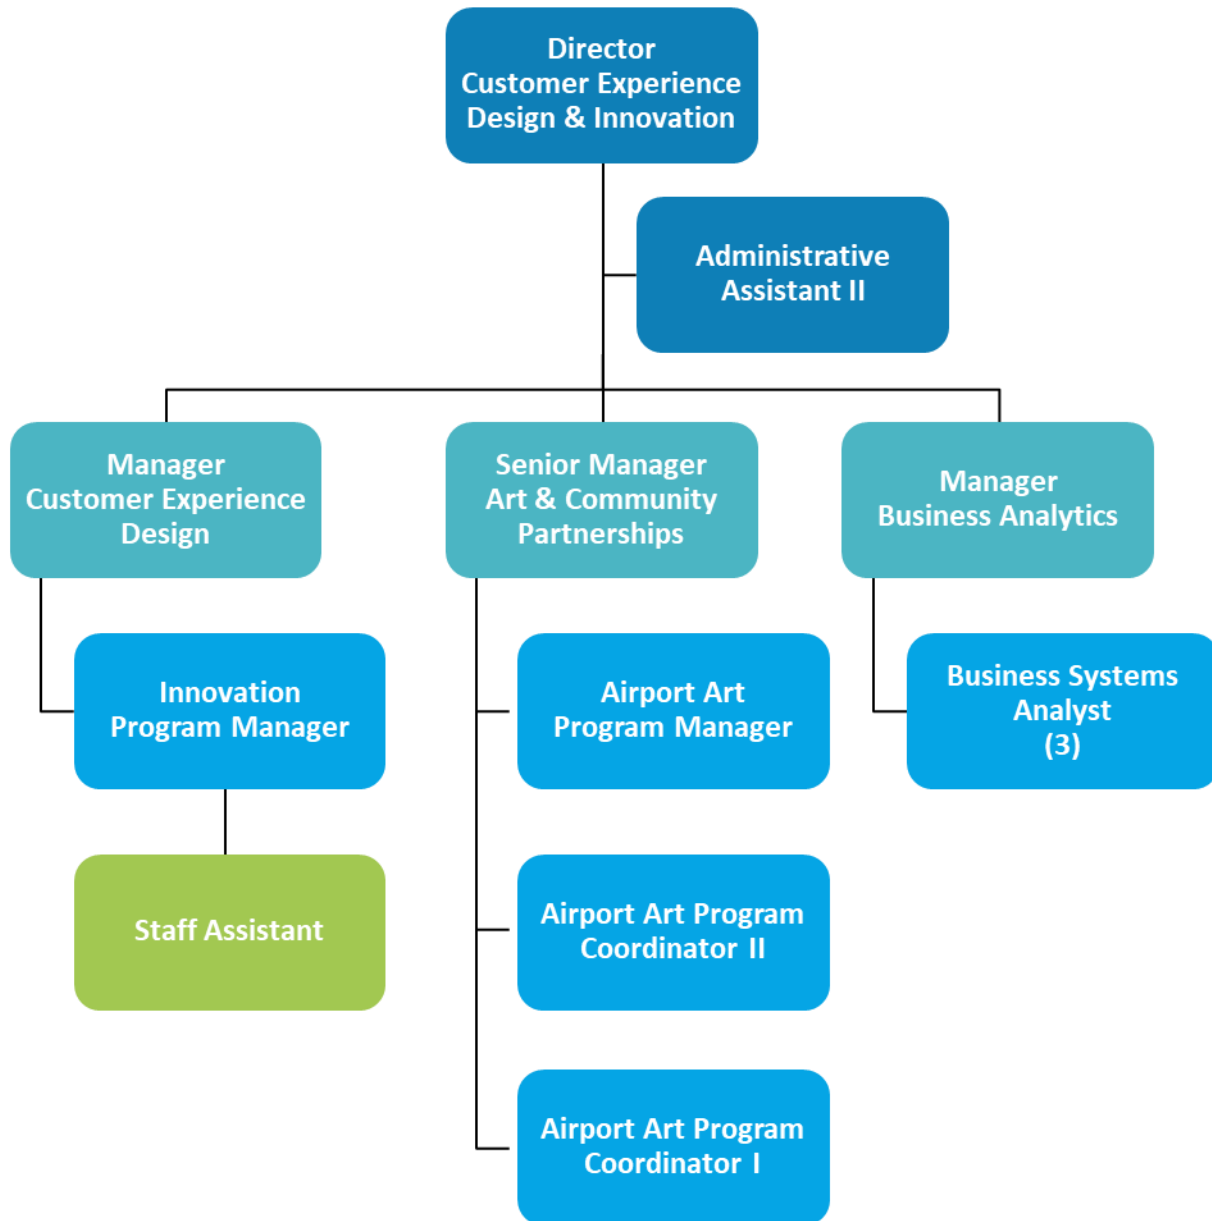 Director
Customer Experience
Design & Innovation
Administrative
Assistant II
Manager
Customer Experience
Design
Senior Manager
Art & Community
Partnerships
Manager
Business Analytics
Innovation
Program Manager
Airport Art
Program Manager
Business Systems
Analyst
(3)
Staff Assistant
Airport Art Program
Coordinator II
Airport Art Program
Coordinator I